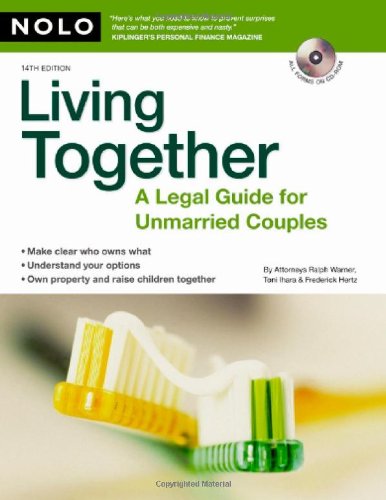 NOLO
"Here's what you need to know to prevent surprises
that can be both expensive and nasty."
KIPLINGER'S PERSONAL FINANCE MAGAZINE
14TH EDITION
ALL FORMS ON CD-ROM
Living
Together
A Legal Guide for
Unmarried Couples
• Make clear who owns what
• Understand your options
• Own property and raise children together
By Attorneys Ralph Warner,
Toni Ihara & Frederick Hertz
Copyrighted Material